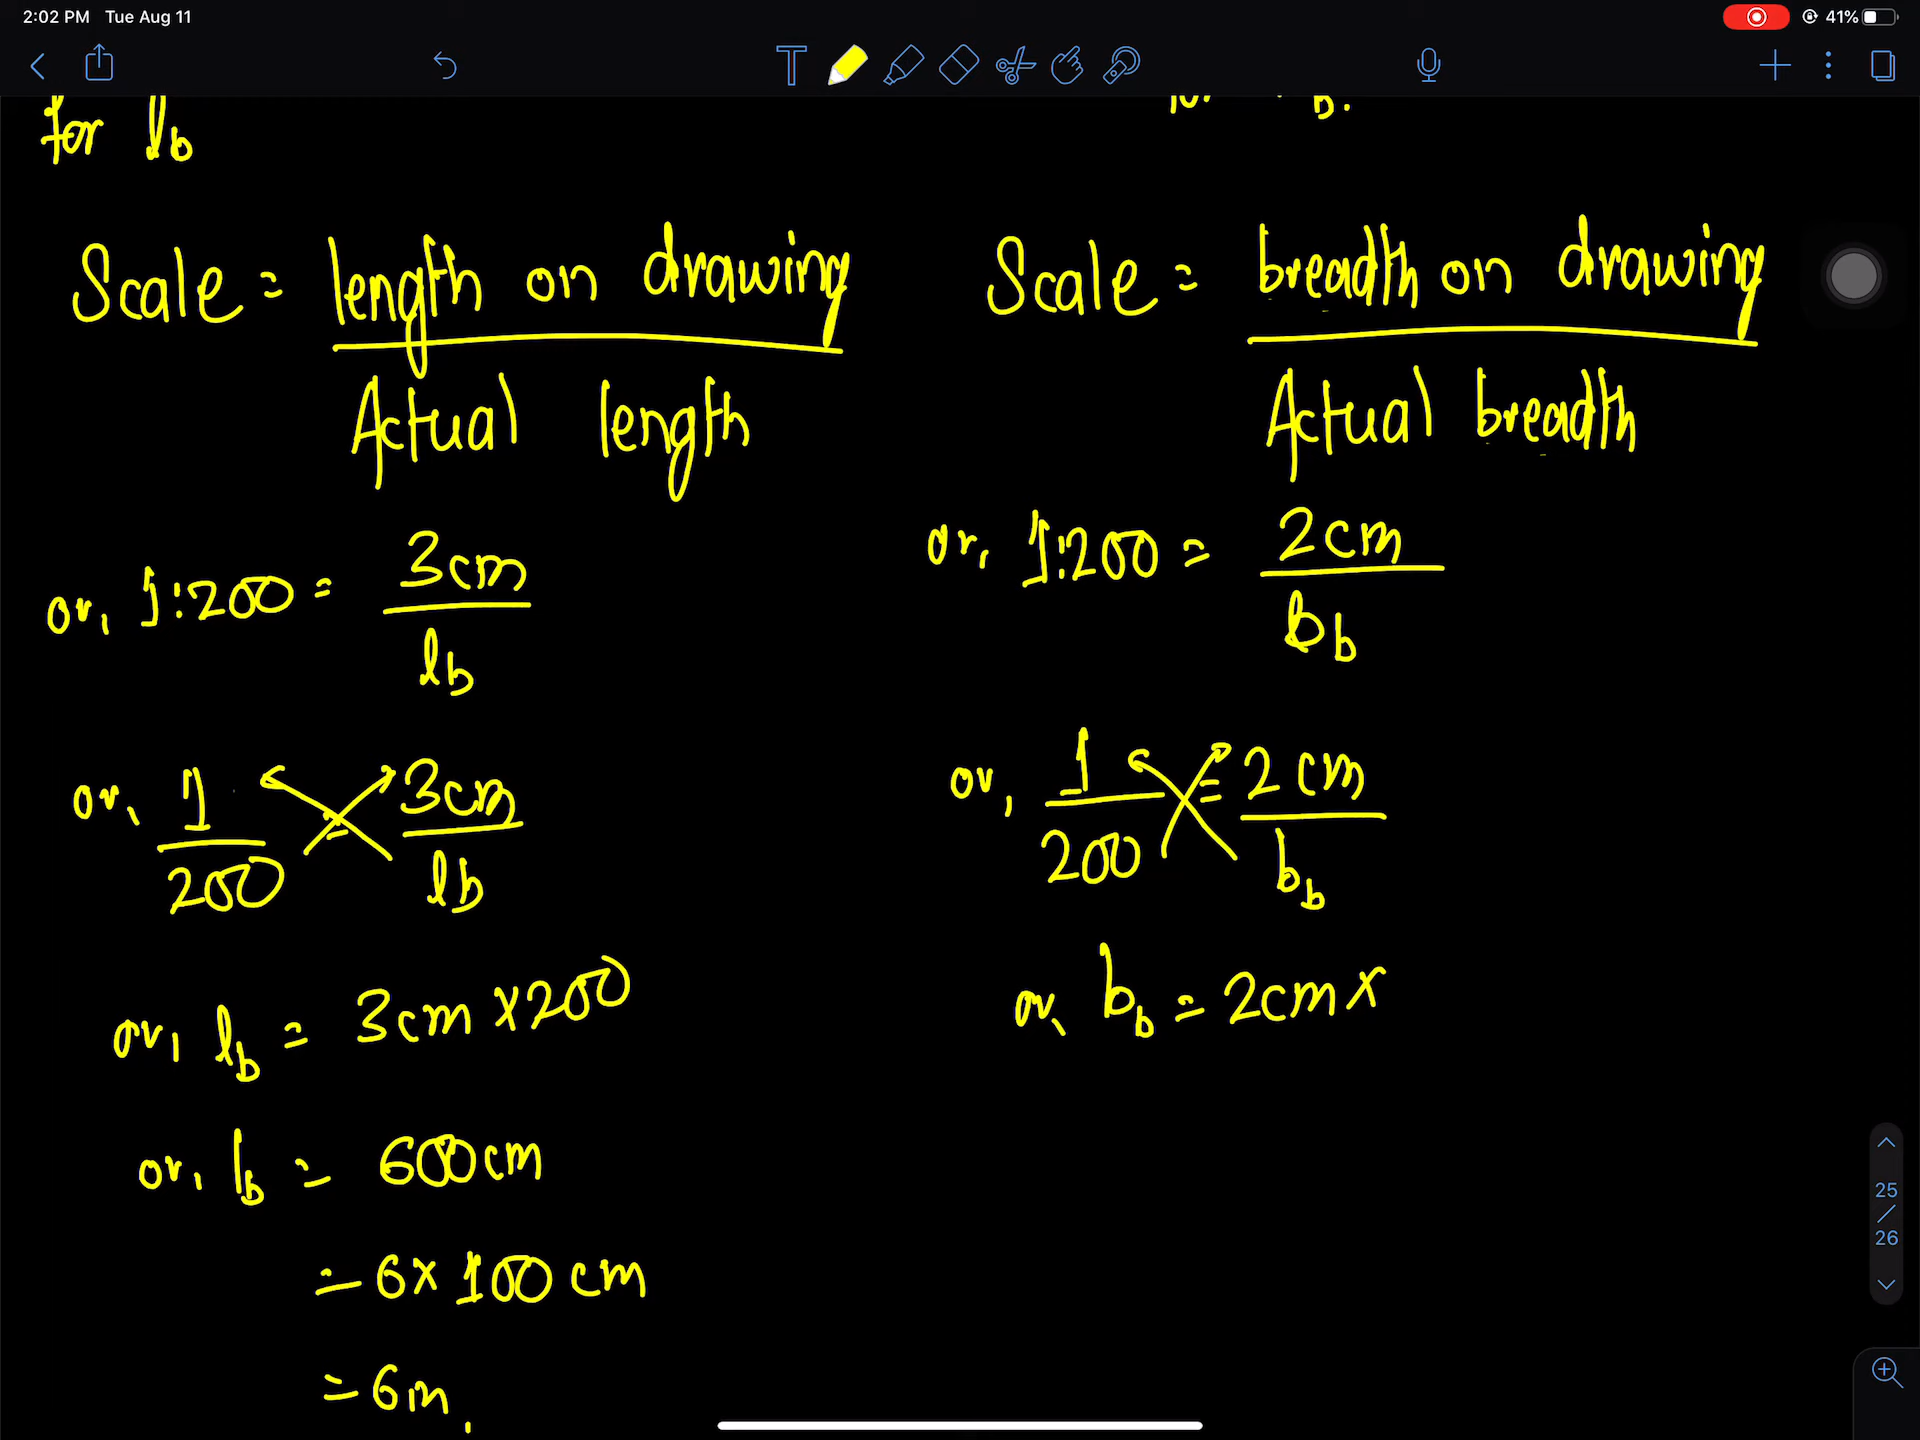 2:02 PM Tue Aug 11
41%
for lb
Scale = length on drawing
Actual length
or, 1:200 = 3cm
lb
or, 1 = 3cm
200 lb
or, lb = 3cm × 200
or, lb = 600cm
= 6 × 100 cm
= 6m,
Scale = breadth on drawing
Actual breadth
or, 1:200 = 2cm
bb
or, 1 = 2 cm
200 bb
or, bb = 2cm ×
25
/
26